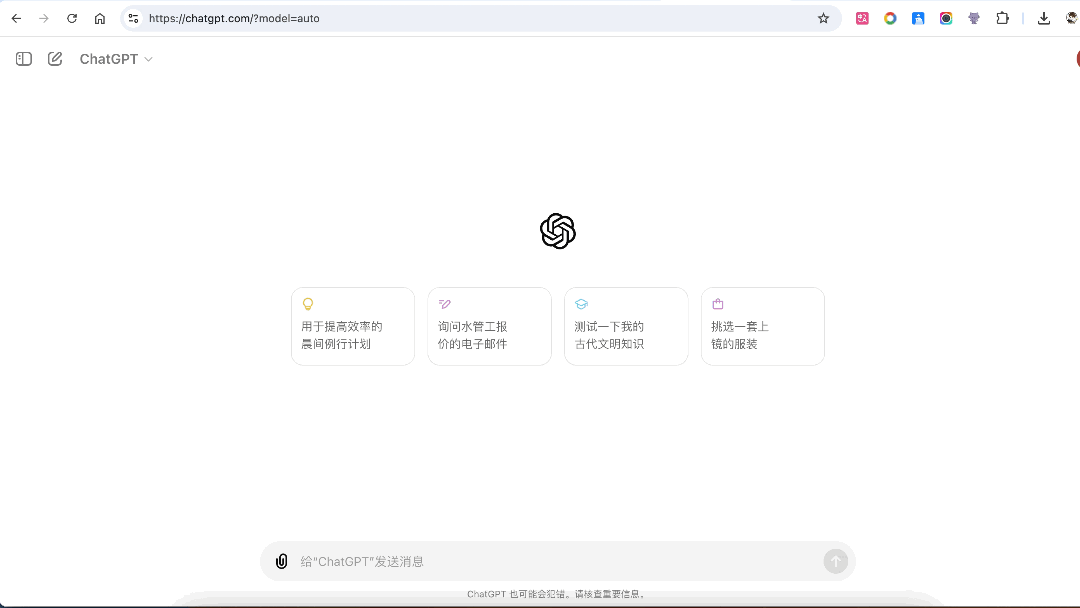 https://chatgpt.com/?model=auto
ChatGPT
用于提高效率的
晨间例行计划
询问水管工报
价的电子邮件
测试一下我的
古代文明知识
挑选一套上
镜的服装
给“ChatGPT”发送消息
ChatGPT 也可能会犯错。请核查重要信息。